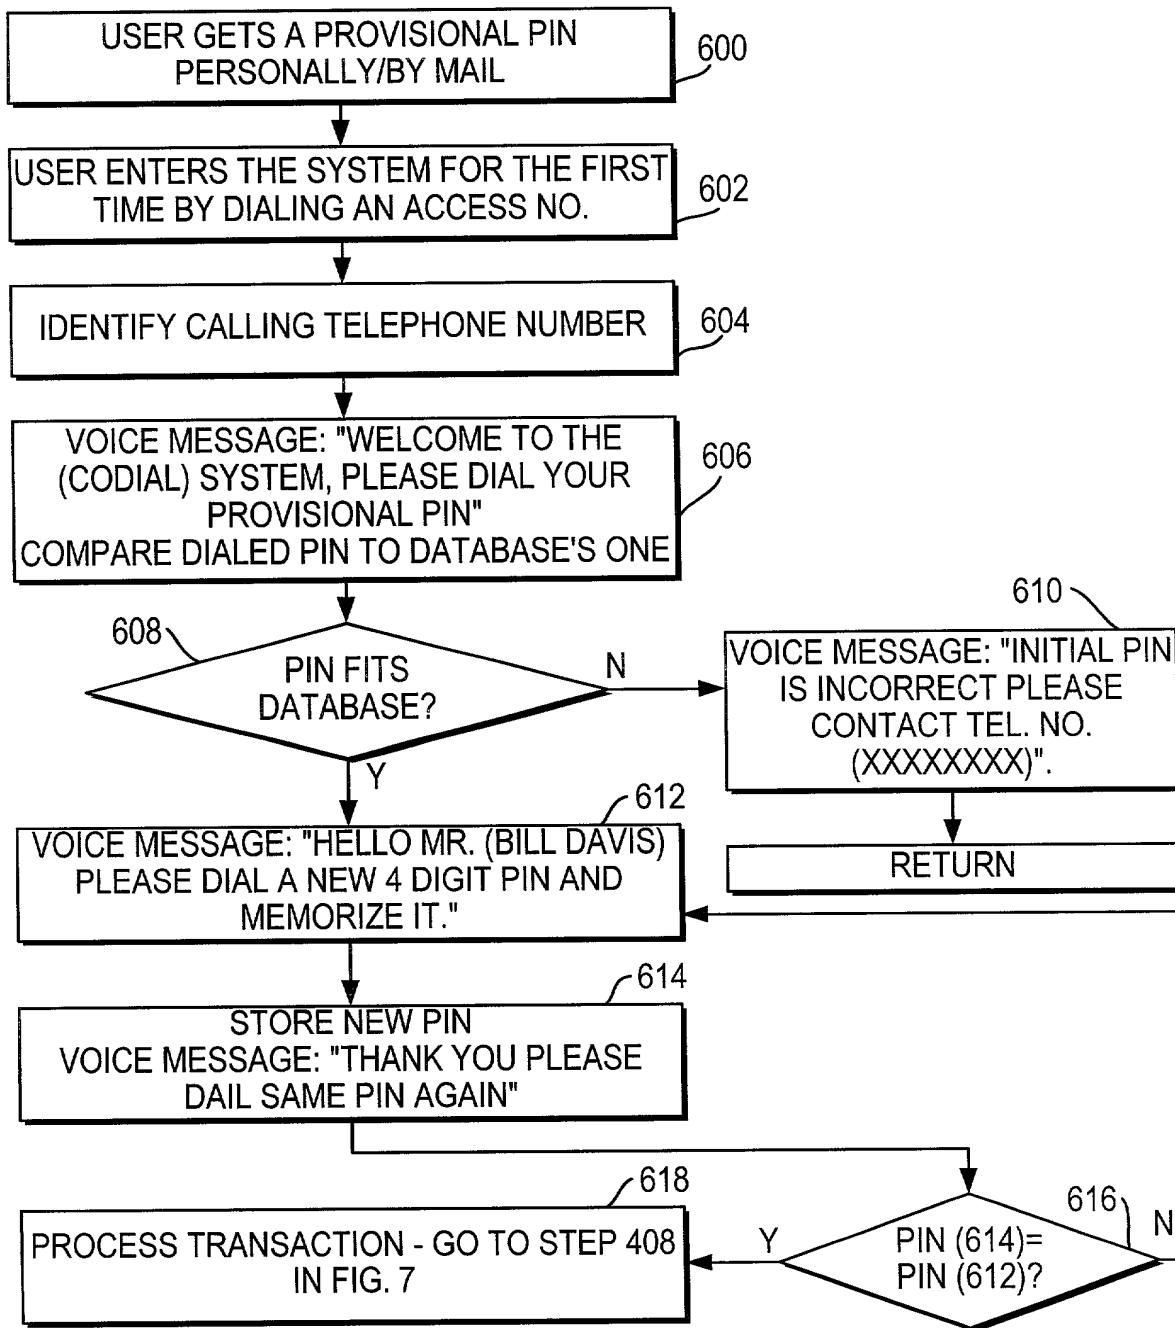 USER GETS A PROVISIONAL PIN
PERSONALLY/BY MAIL
600
USER ENTERS THE SYSTEM FOR THE FIRST
TIME BY DIALING AN ACCESS NO.
602
IDENTIFY CALLING TELEPHONE NUMBER
604
VOICE MESSAGE: "WELCOME TO THE
(CODIAL) SYSTEM, PLEASE DIAL YOUR
PROVISIONAL PIN"
COMPARE DIALED PIN TO DATABASE'S ONE
606
608
PIN FITS
DATABASE?
N
Y
610
VOICE MESSAGE: "INITIAL PIN
IS INCORRECT PLEASE
CONTACT TEL. NO.
(XXXXXXXX)".
RETURN
612
VOICE MESSAGE: "HELLO MR. (BILL DAVIS)
PLEASE DIAL A NEW 4 DIGIT PIN AND
MEMORIZE IT."
614
STORE NEW PIN
VOICE MESSAGE: "THANK YOU PLEASE
DAIL SAME PIN AGAIN"
616
PIN (614)=
PIN (612)?
N
Y
618
PROCESS TRANSACTION - GO TO STEP 408
IN FIG. 7